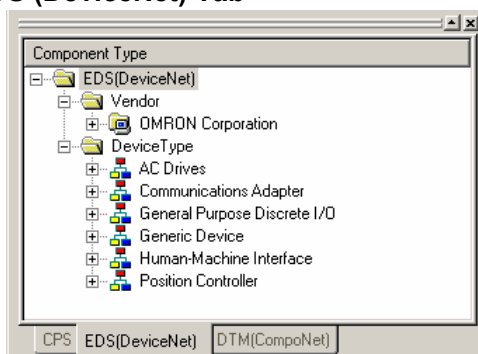 (DeviceNet) Tab
Component Type
EDS(DeviceNet)
Vendor
OMRON Corporation
DeviceType
AC Drives
Communications Adapter
General Purpose Discrete I/O
Generic Device
Human-Machine Interface
Position Controller
CPS EDS(DeviceNet) DTM(CompoNet)